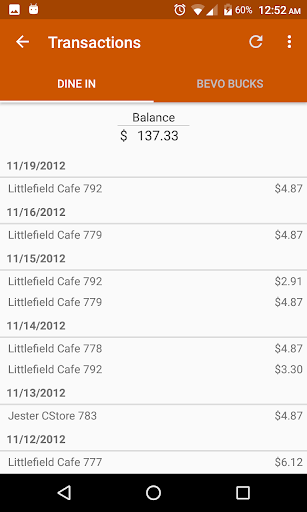 60% 12:52 AM
Transactions
DINE IN BEVO BUCKS
Balance
$ 137.33
11/19/2012
Littlefield Cafe 792 $4.87
11/16/2012
Littlefield Cafe 779 $4.87
11/15/2012
Littlefield Cafe 792 $2.91
Littlefield Cafe 779 $4.87
11/14/2012
Littlefield Cafe 778 $4.87
Littlefield Cafe 792 $3.30
11/13/2012
Jester CStore 783 $4.87
11/12/2012
Littlefield Cafe 777 $6.12